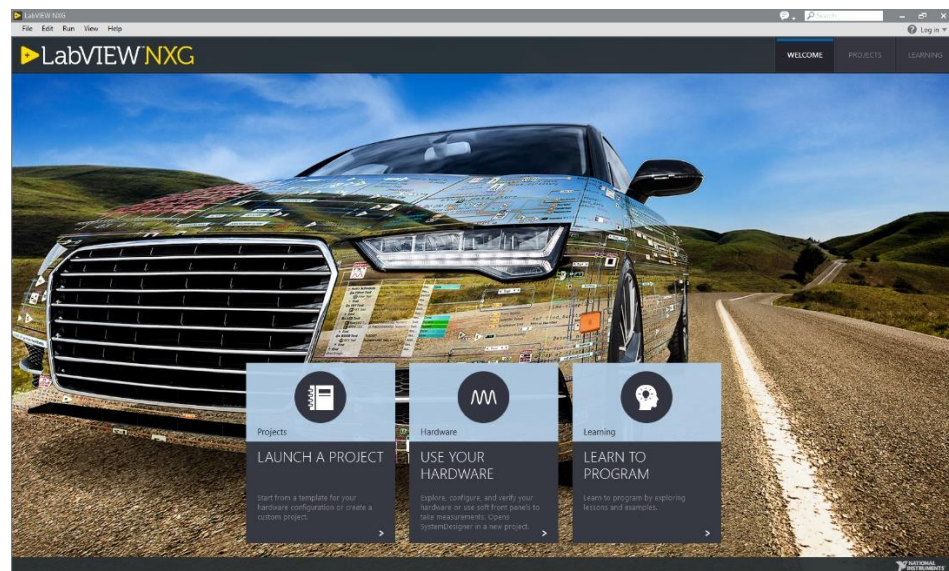 LabVIEW NXG
Search
File Edit Run View Help
Log in
LabVIEW NXG
WELCOME PROJECTS LEARNING
Projects
LAUNCH A PROJECT
Start from a template for your
hardware configuration or create a
custom project.
Hardware
USE YOUR
HARDWARE
Explore, configure, and verify your
hardware or use soft front panels to
take measurements. Opens
SystemDesigner in a new project.
Learning
LEARN TO
PROGRAM
Learn to program by exploring
lessons and examples.
NATIONAL
INSTRUMENTS